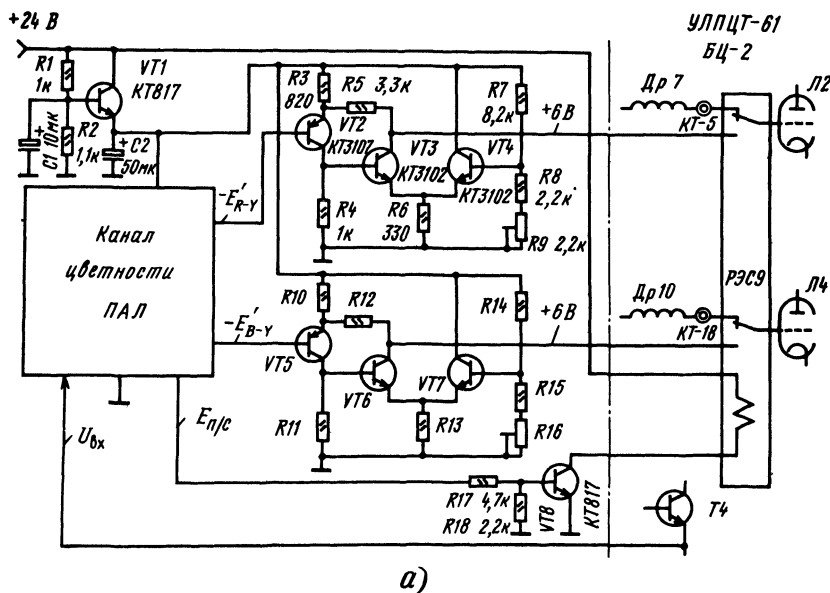 +24 В
УЛПЦТ-61
БЦ-2
R1
1к
VT1
КТ817
C1 10мк
+
R2
1,1к
+ C2
50мк
R3
820
R5 3,3к
VT2
КТ3107
VT3
КТ3102
VT4
КТ3102
R4
1к
R6
330
R7
8,2к
R8
2,2к
R9 2,2к
+6В
Др 7
КТ-5
Л2
-E'R-Y
Канал
цветности
ПАЛ
-E'B-Y
R10
R12
VT5
VT6
VT7
R11
R13
R14
R15
R16
+6В
Др10
КТ-18
РЭС9
Л4
Uвх
Eп/с
R17 4,7к
R18 2,2к
VT8
КТ817
Т4
а)